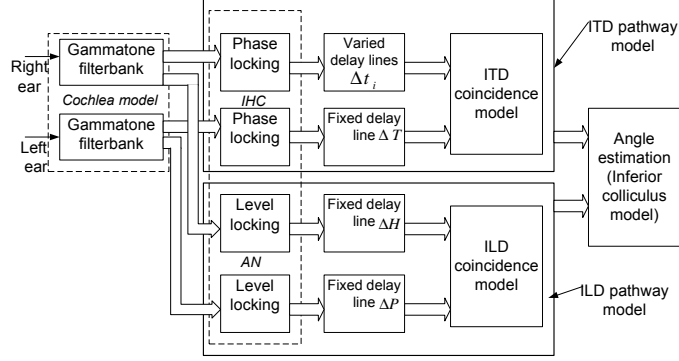 Right
ear
Left
ear
Gammatone
filterbank
Cochlea model
Gammatone
filterbank
Phase
locking
IHC
Phase
locking
Level
locking
AN
Level
locking
Varied
delay lines
Δt i
Fixed delay
line ΔT
Fixed delay
line ΔH
Fixed delay
line ΔP
ITD
coincidence
model
ILD
coincidence
model
ITD pathway
model
Angle
estimation
(Inferior
colliculus
model)
ILD pathway
model